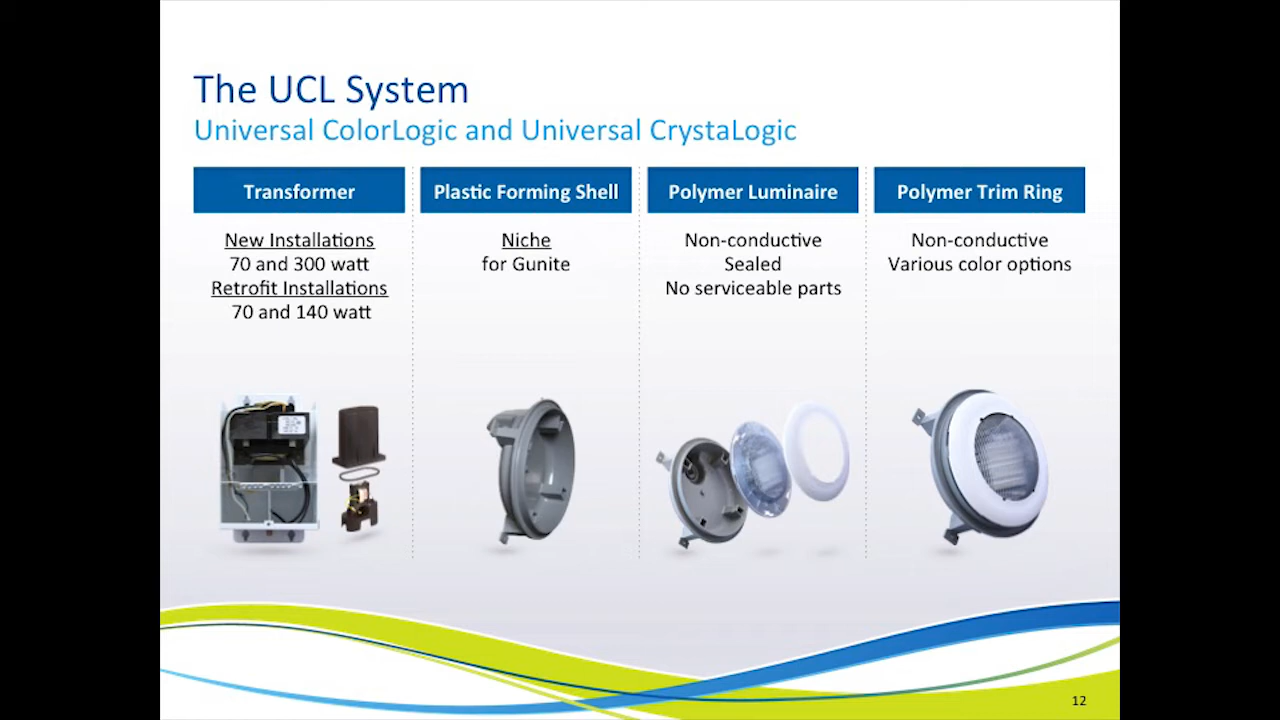 The UCL System
Universal ColorLogic and Universal CrystaLogic
Transformer
New Installations
70 and 300 watt
Retrofit Installations
70 and 140 watt
Plastic Forming Shell
Niche
for Gunite
Polymer Luminaire
Non-conductive
Sealed
No serviceable parts
Polymer Trim Ring
Non-conductive
Various color options
12